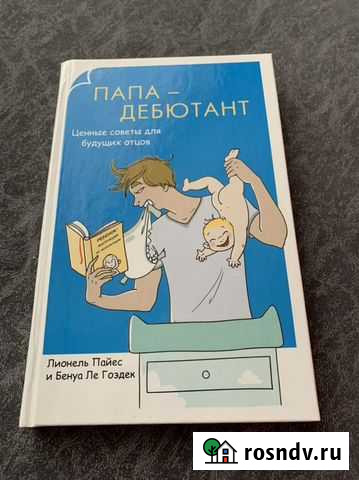 ПАПА –
ДЕБЮТАНТ
Ценные советы для
будущих отцов
Лионель Пайес
и Бенуа Ле Гоздек
rosndv.ru